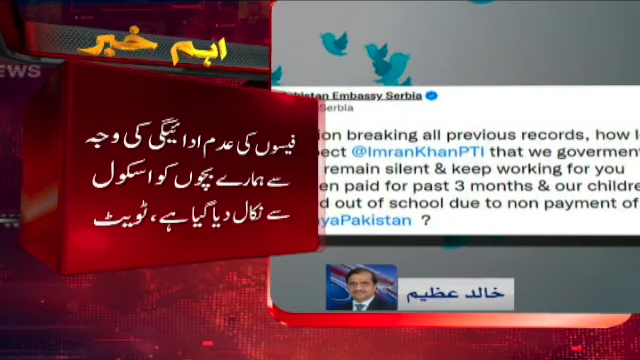 اہم خبر
NEWS
فیسوں کی عدم ادائیگی کی وجہ
سے ہمارے بچوں کو اسکول
سے نکال دیا گیا ہے، ٹویٹ
Pakistan Embassy Serbia
Serbia
ion breaking all previous records, how l
pect @ImranKhanPTI that we goverment
remain silent & keep working for you
en paid for past 3 months & our childre
d out of school due to non payment of
yaPakistan ?
خالد عظیم